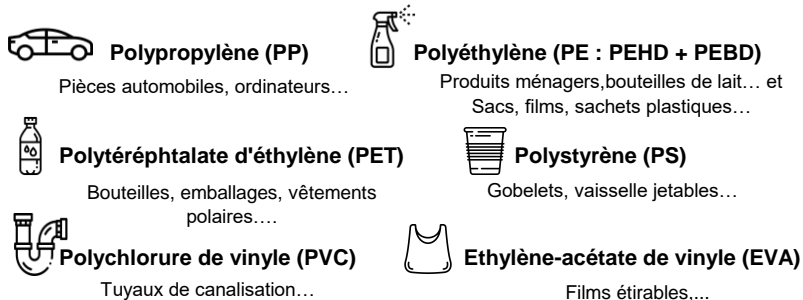 Polypropylène (PP)
Pièces automobiles, ordinateurs…
Polyéthylène (PE : PEHD + PEBD)
Produits ménagers,bouteilles de lait… et
Sacs, films, sachets plastiques…
Polytéréphtalate d'éthylène (PET)
Bouteilles, emballages, vêtements
polaires….
Polystyrène (PS)
Gobelets, vaisselle jetables…
Polychlorure de vinyle (PVC)
Tuyaux de canalisation…
Ethylène-acétate de vinyle (EVA)
Films étirables,...